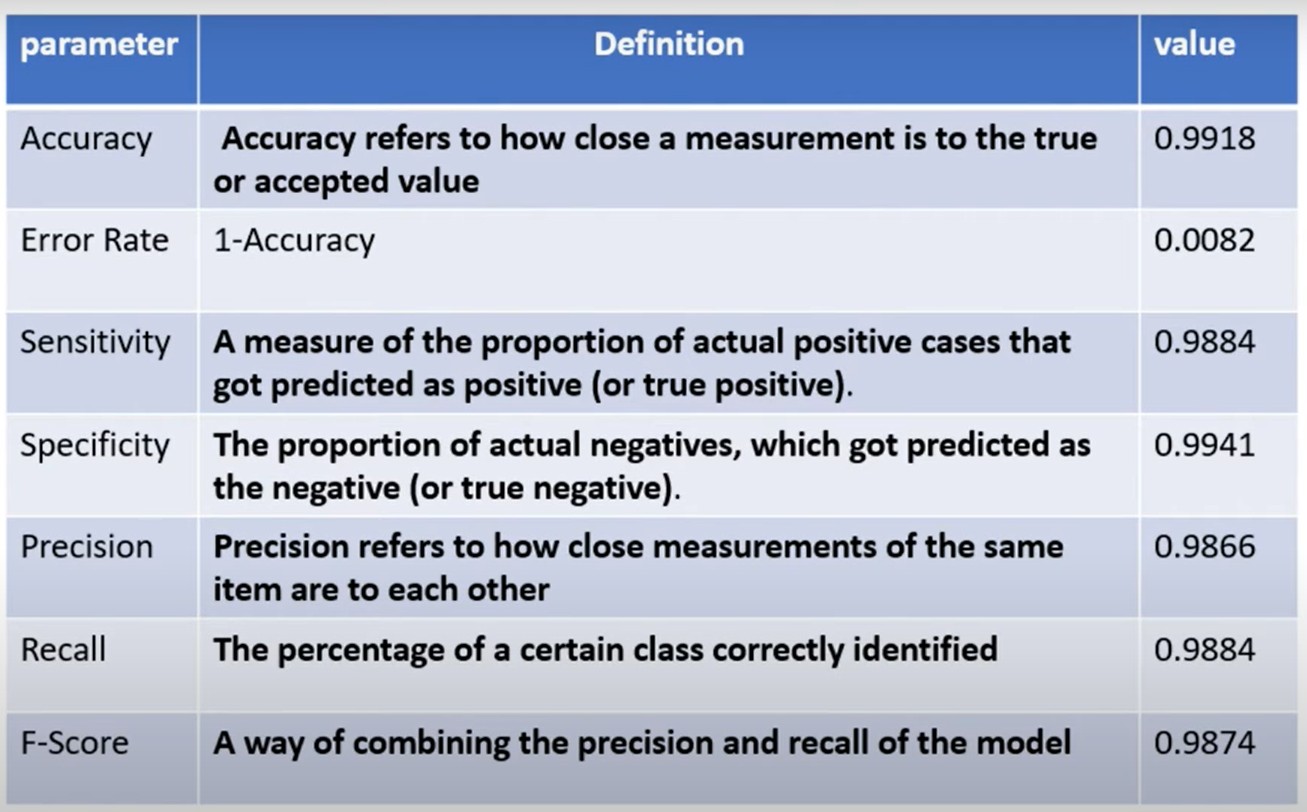 parameter Definition value
Accuracy Accuracy refers to how close a measurement is to the true 0.9918
or accepted value
Error Rate 1-Accuracy 0.0082
Sensitivity A measure of the proportion of actual positive cases that 0.9884
got predicted as positive (or true positive).
Specificity The proportion of actual negatives, which got predicted as 0.9941
the negative (or true negative).
Precision Precision refers to how close measurements of the same 0.9866
item are to each other
Recall The percentage of a certain class correctly identified 0.9884
F-Score A way of combining the precision and recall of the model 0.9874